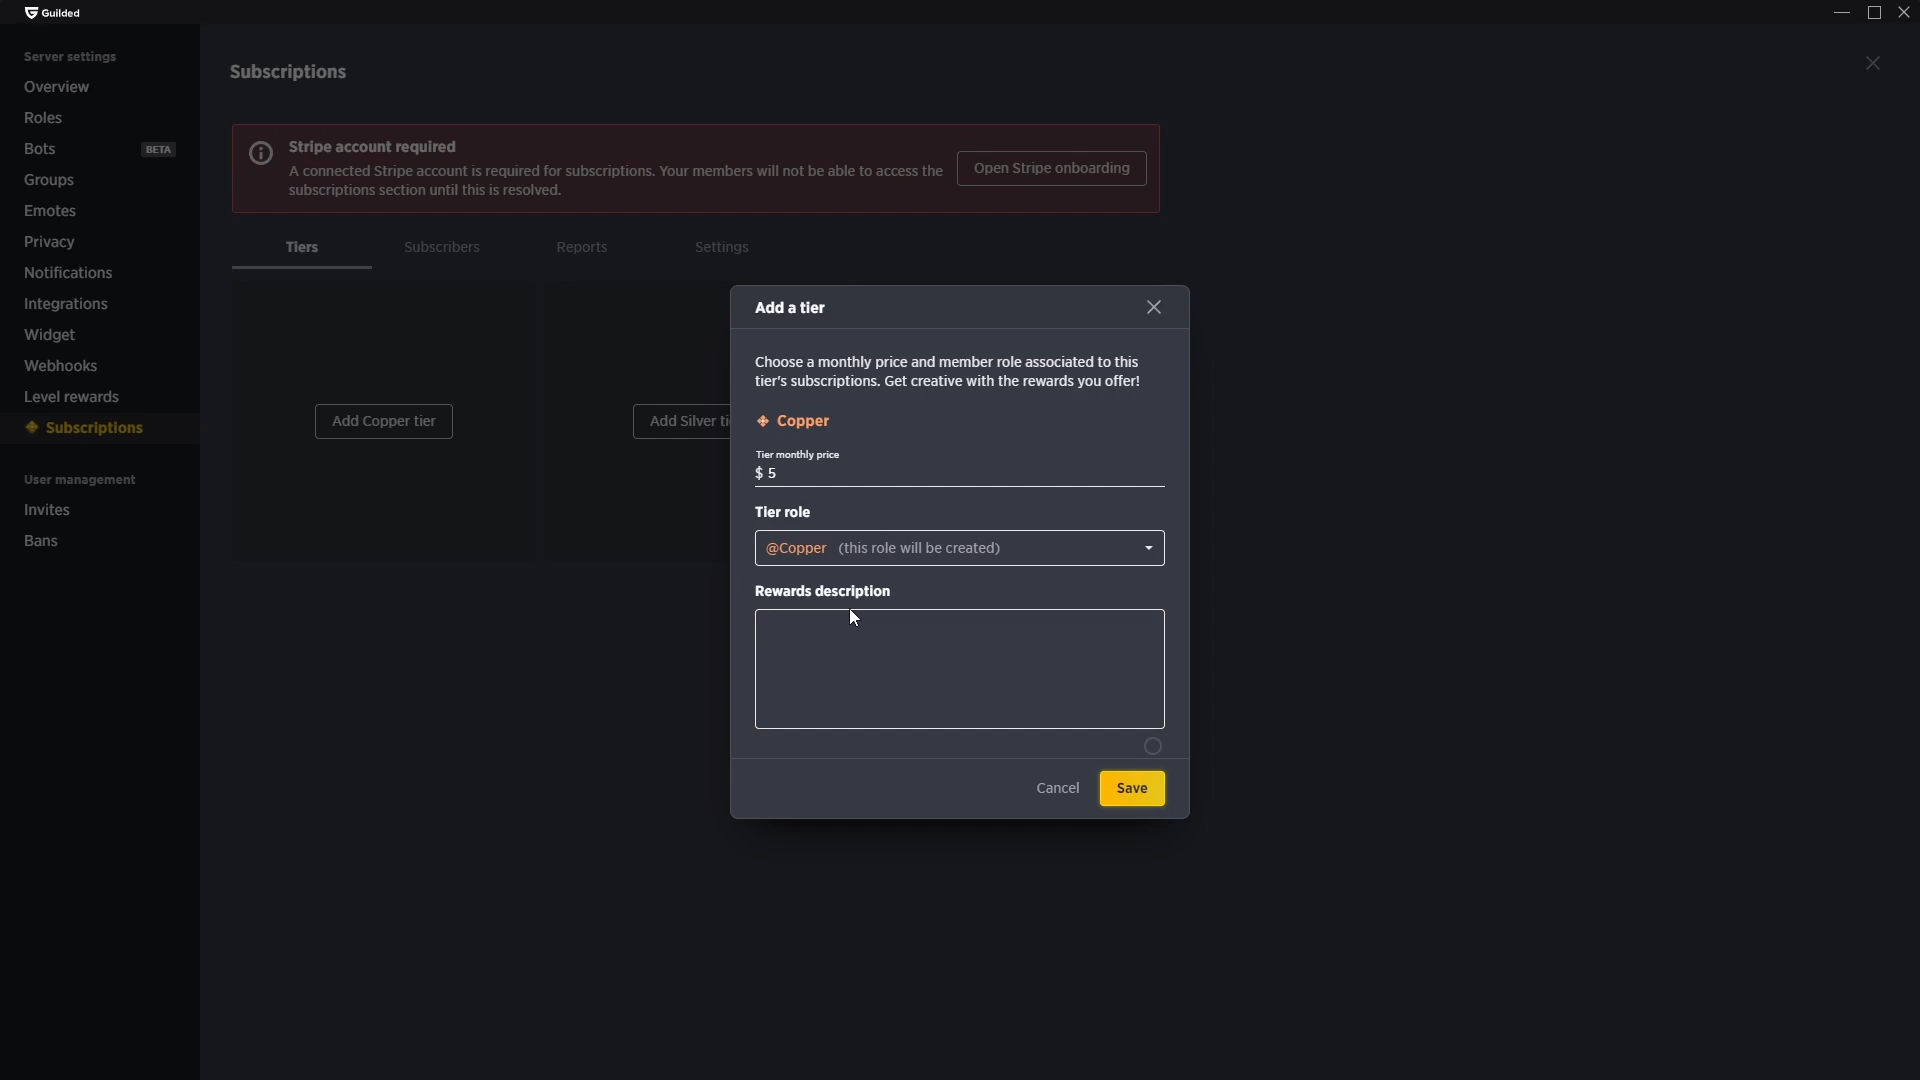 Guilded
Server settings
Overview
Roles
Bots BETA
Groups
Emotes
Privacy
Notifications
Integrations
Widget
Webhooks
Level rewards
Subscriptions
User management
Invites
Bans
Subscriptions
Stripe account required
A connected Stripe account is required for subscriptions. Your members will not be able to access the
subscriptions section until this is resolved.
Open Stripe onboarding
Tiers Subscribers Reports Settings
Add Copper tier
Add Silver
Add a tier
Choose a monthly price and member role associated to this
tier's subscriptions. Get creative with the rewards you offer!
Copper
Tier monthly price
$ 5
Tier role
@Copper (this role will be created)
Rewards description
Cancel Save